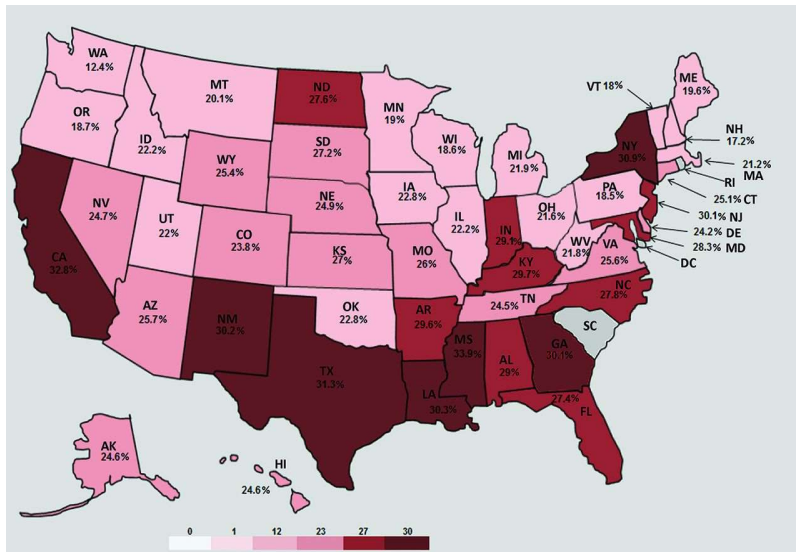 WA
12.4%
MT
20.1%
ND
27.6%
MN
19%
ME
19.6%
VT 18%
OR
18.7%
ID
22.2%
WY
25.4%
SD
27.2%
WI
18.6%
MI
21.9%
NY
30.9%
NH
17.2%
21.2%
MA
RI
25.1% CT
30.1% NJ
24.2% DE
28.3% MD
DC
NV
24.7%
UT
22%
CO
23.8%
NE
24.9%
IA
22.8%
IL
22.2%
IN
29.1%
OH
21.6%
PA
18.5%
WV
21.8%
VA
25.6%
CA
32.8%
KS
27%
MO
26%
KY
29.7%
NC
27.8%
TN
24.5%
AZ
25.7%
NM
30.2%
OK
22.8%
AR
29.6%
SC
MS
33.9%
AL
29%
GA
30.1%
TX
31.3%
LA
30.3%
27.4%
FL
AK
24.6%
HI
24.6%
0 1 12 23 27 30